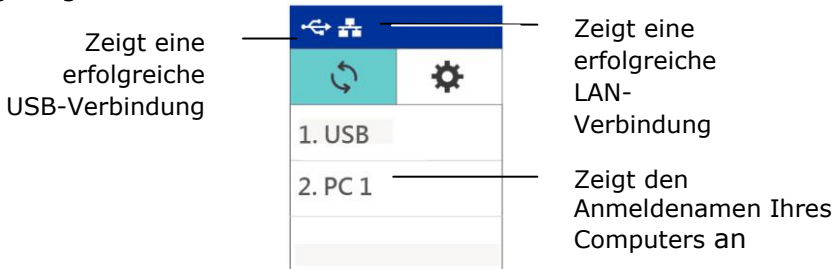 Zeigt eine
erfolgreiche
USB-Verbindung
1. USB
2. PC 1
Zeigt eine
erfolgreiche
LAN-
Verbindung
Zeigt den
Anmeldenamen Ihres
Computers an